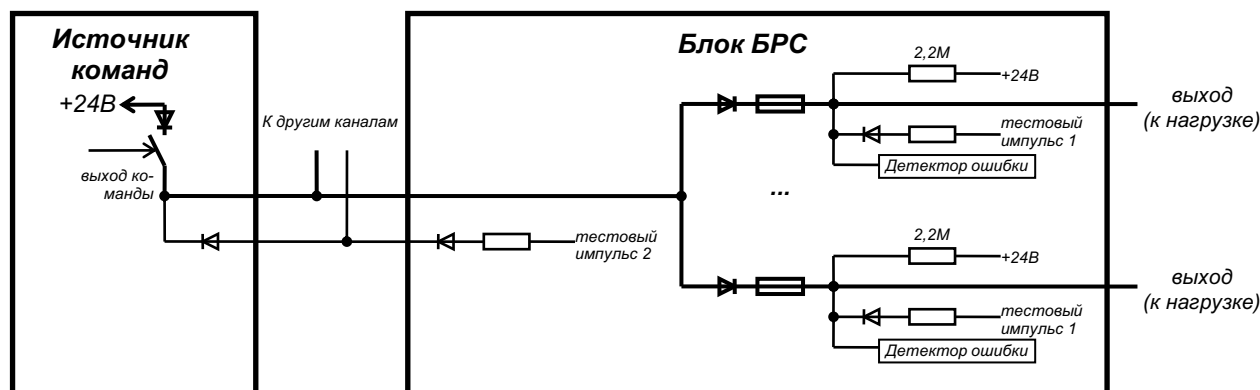 Источник
команд
+24В
выход ко-
манды
К другим каналам
Блок БРС
2,2М
+24В
тестовый
импульс 1
Детектор ошибки
выход
(к нагрузке)
...
тестовый
импульс 2
2,2М
+24В
тестовый
импульс 1
Детектор ошибки
выход
(к нагрузке)